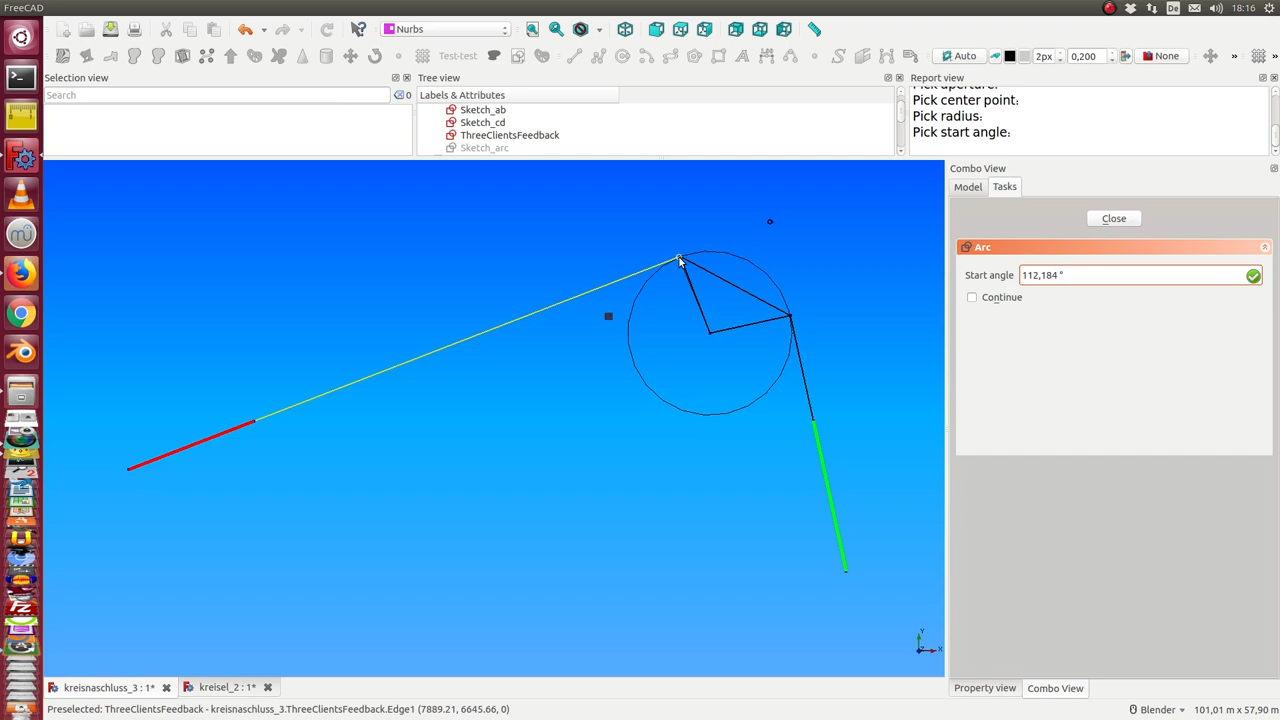 FreeCAD
De
18:16
Nurbs
Test-test
Auto
2px
0,200
None
»
»
Selection view
Tree view
Report view
Search
0
Labels & Attributes
Sketch_ab
Sketch_cd
ThreeClientsFeedback
Sketch_arc
Pick center point:
Pick radius:
Pick start angle:
Combo View
Model
Tasks
Close
Arc
Start angle
112,184 °
Continue
Y
X
kreisnaschluss_3 : 1*
kreisel_2 : 1*
Property view
Combo View
Preselected: ThreeClientsFeedback - kreisnaschluss_3.ThreeClientsFeedback.Edge1 (7889.21, 6645.66, 0)
Blender
101,01 m x 57,90 m